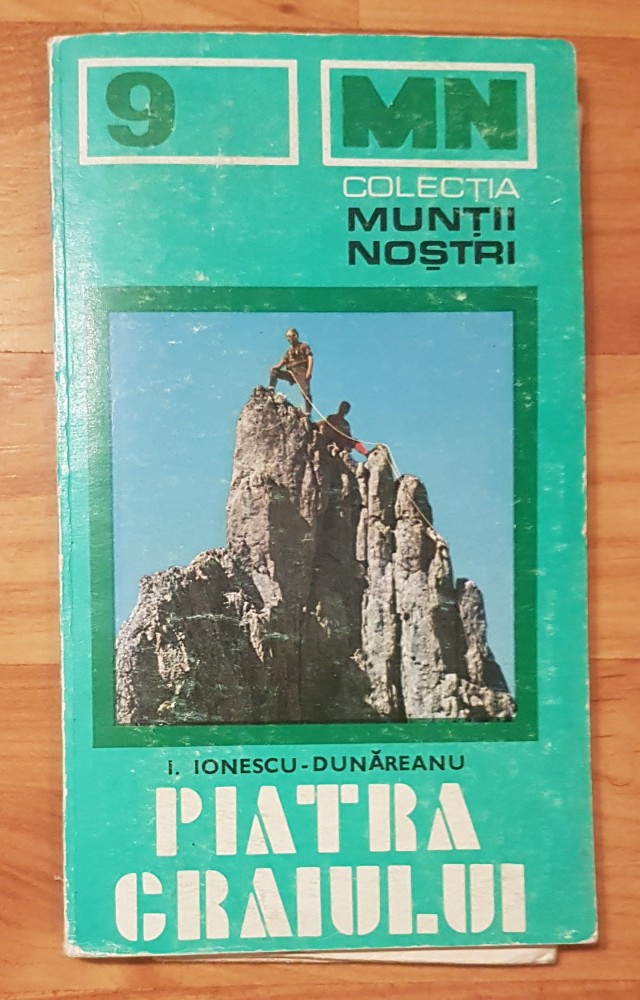 9
MN
COLECȚIA
MUNȚII
NOȘTRI
I. IONESCU-DUNĂREANU
PIATRA
CRAIULUI